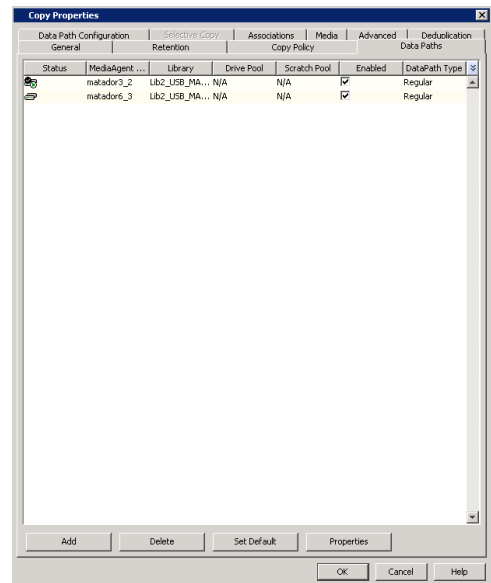 Copy Properties
Data Path Configuration Selective Copy Associations Media Advanced Deduplication
General Retention Copy Policy Data Paths
Status MediaAgent ... Library Drive Pool Scratch Pool Enabled DataPath Type
matador3_2 Lib2_USB_MA... N/A N/A Regular
matador6_3 Lib2_USB_MA... N/A N/A Regular
Add Delete Set Default Properties
OK Cancel Help